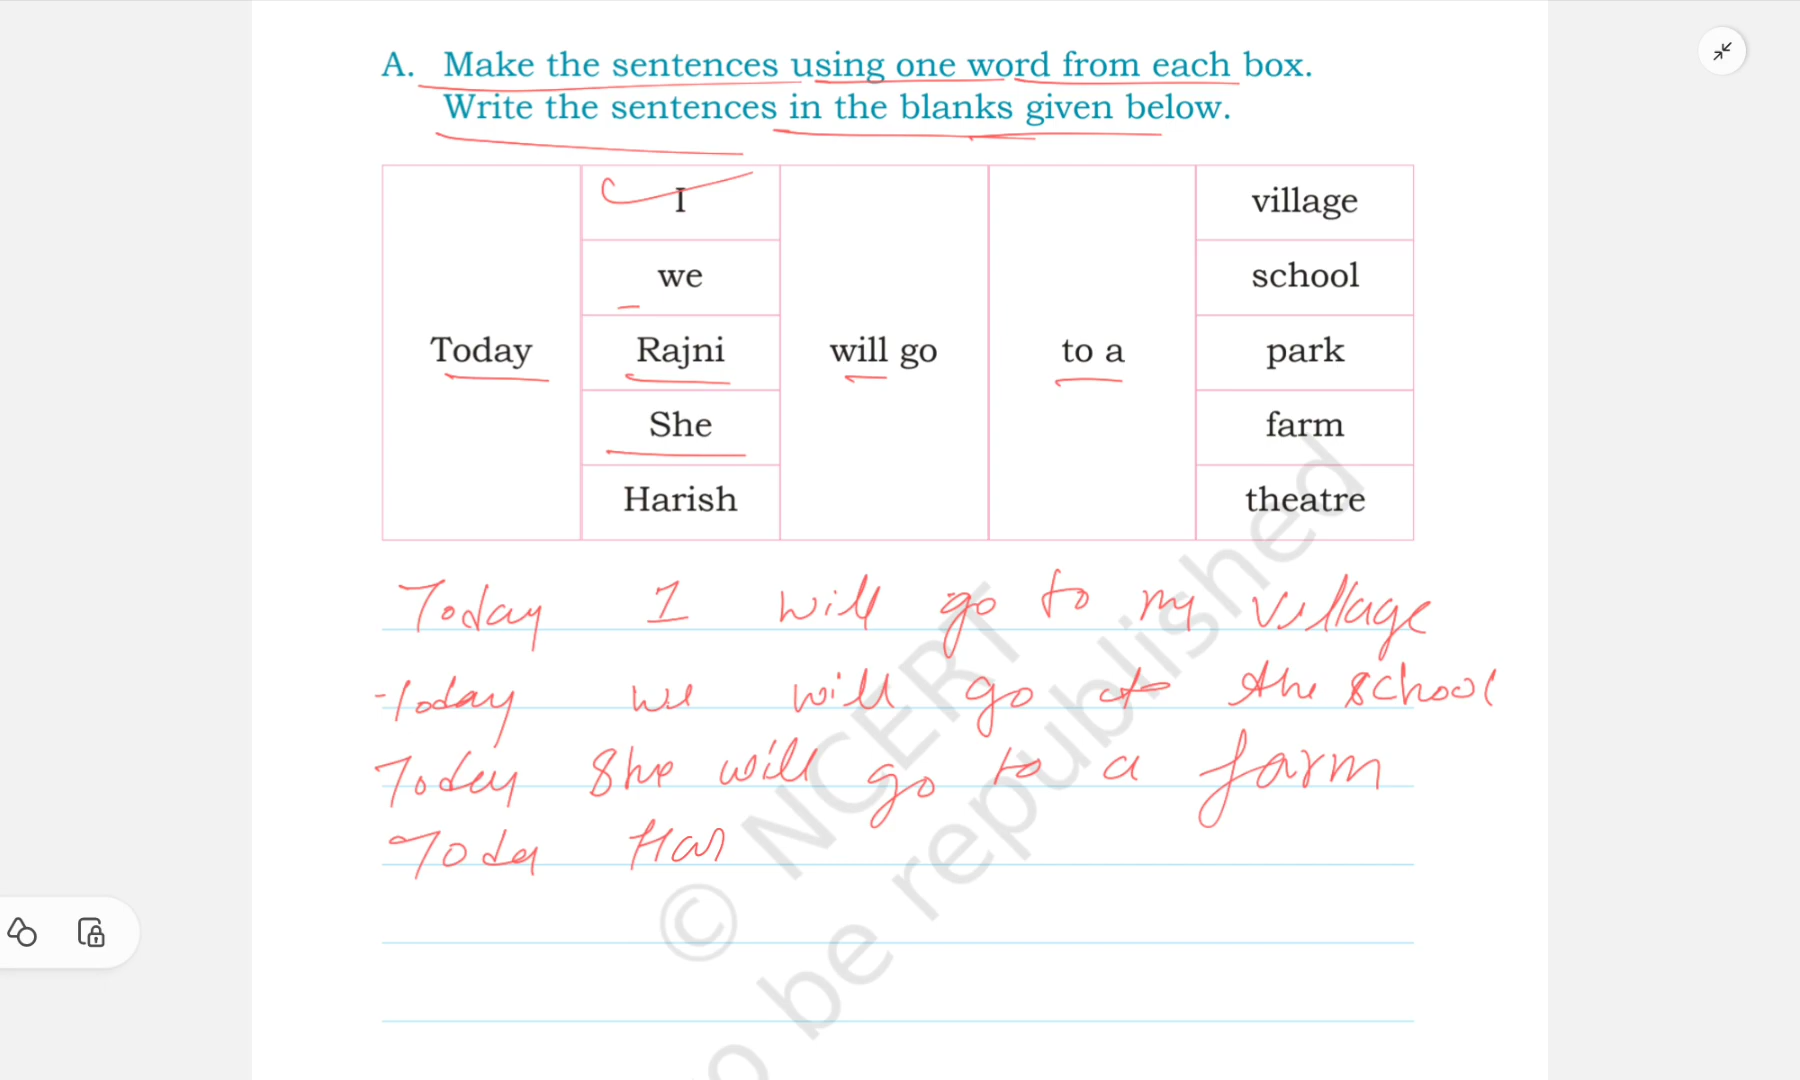 A. Make the sentences using one word from each box.
Write the sentences in the blanks given below.
I
village
we
school
Today
Rajni
will go
to a
park
She
farm
Harish
theatre
Today I will go to my village
Today we will go to the school
Today She will go to a farm
Toda Har
© NCERT
be republished